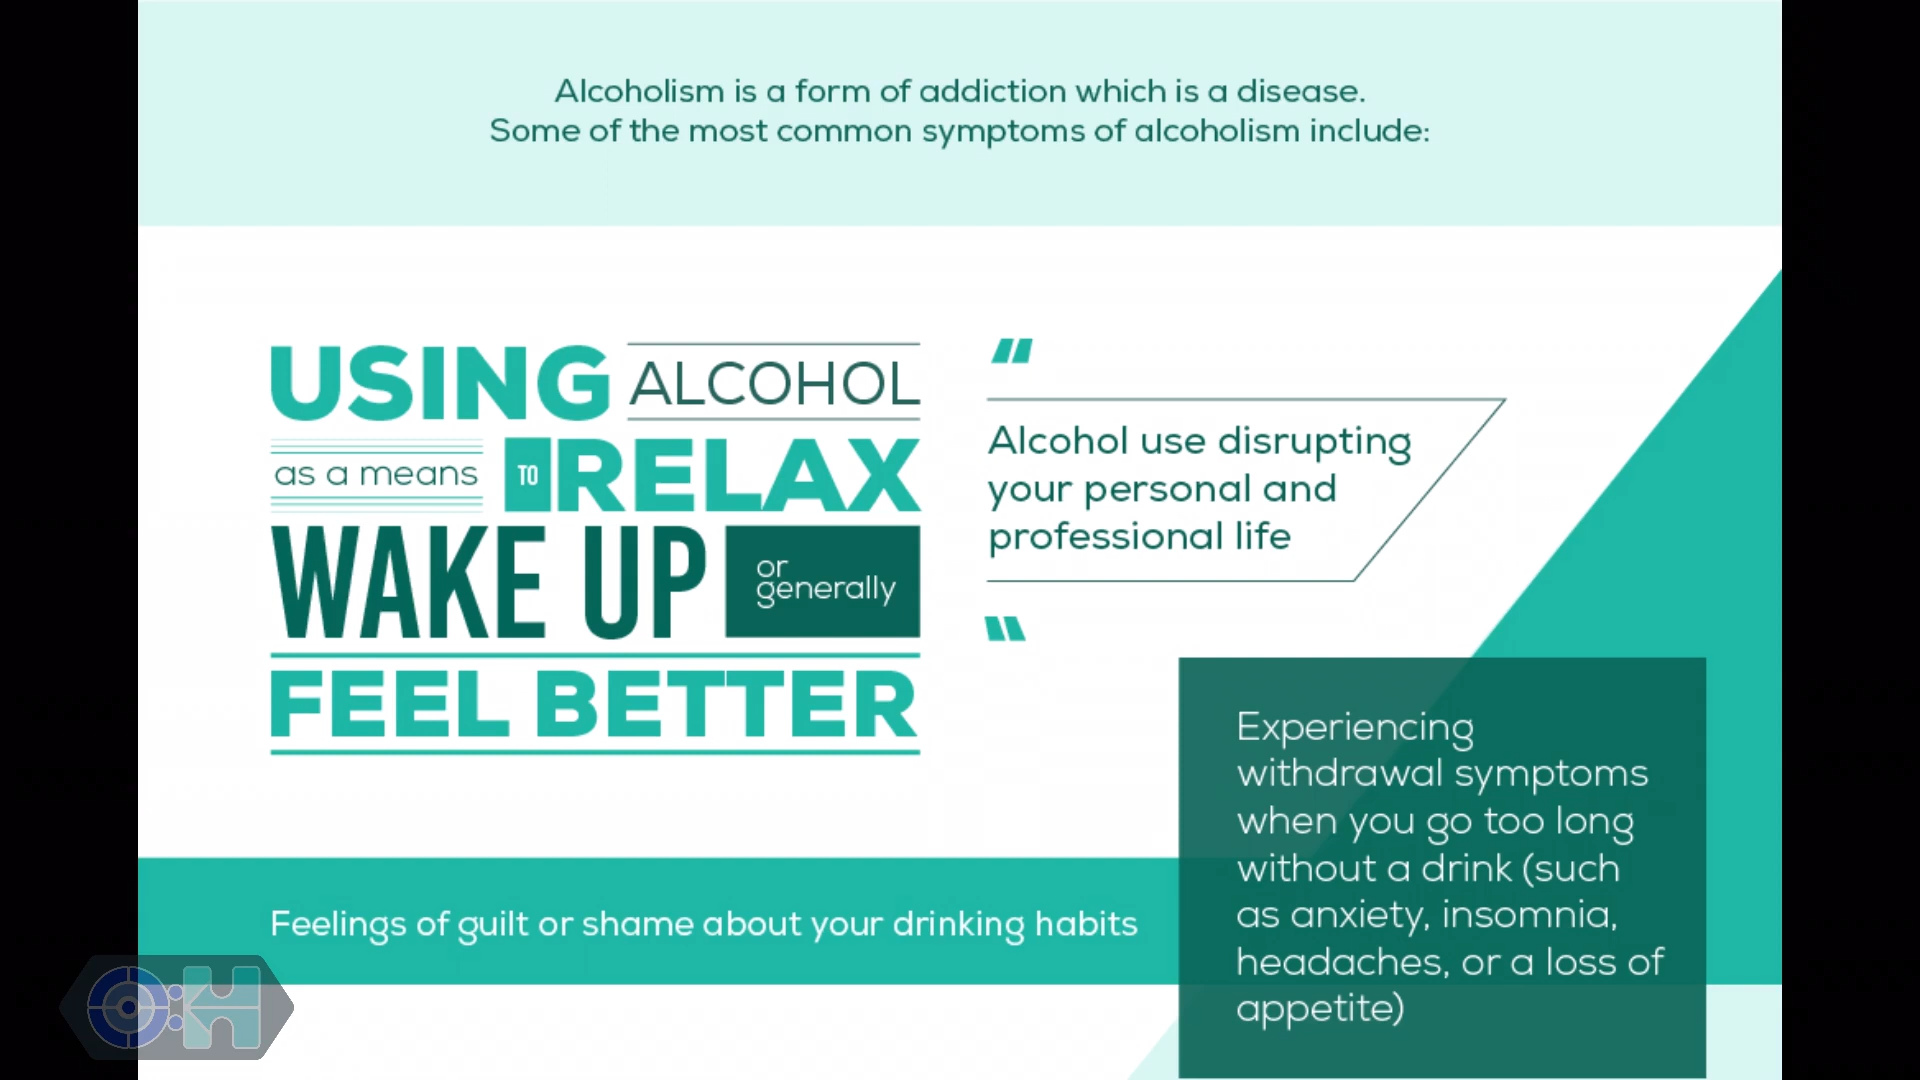 Alcoholism is a form of addiction which is a disease.
Some of the most common symptoms of alcoholism include:
USING ALCOHOL
as a means TO RELAX
WAKE UP or generally
FEEL BETTER
Alcohol use disrupting
your personal and
professional life
Feelings of guilt or shame about your drinking habits
Experiencing
withdrawal symptoms
when you go too long
without a drink (such
as anxiety, insomnia,
headaches, or a loss of
appetite)
OH